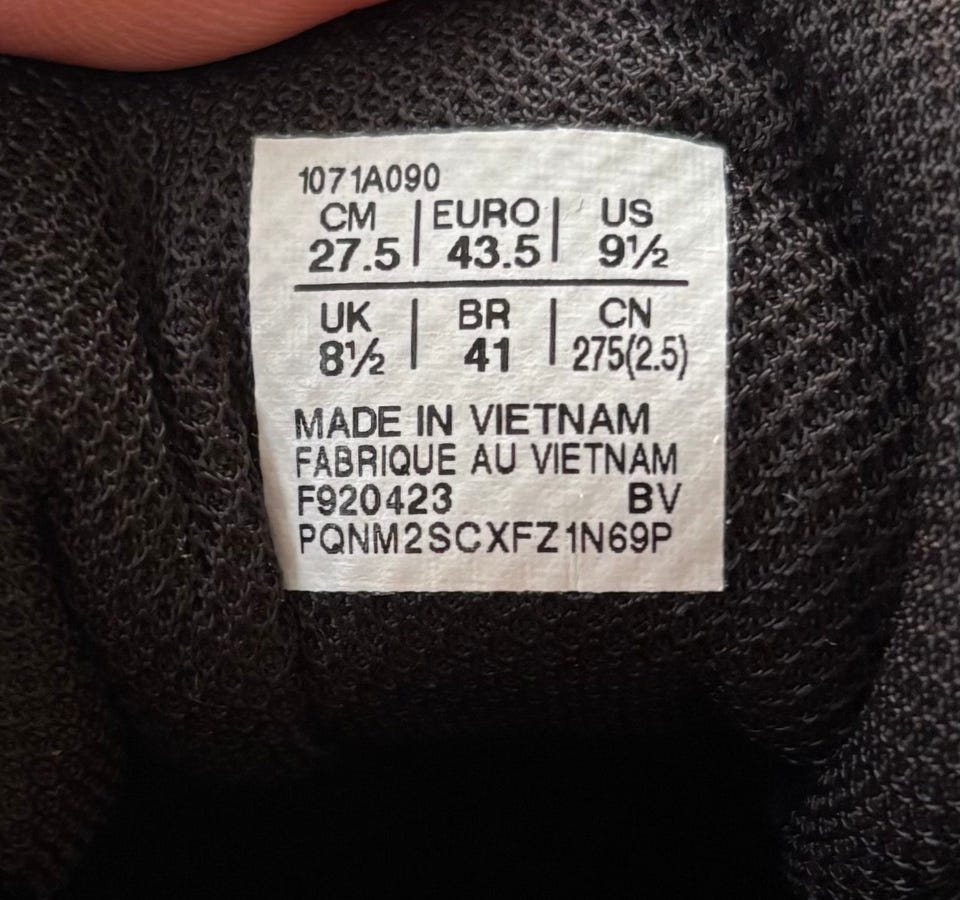 1071A090
CM | EURO | US
27.5 | 43.5 | 9½
UK | BR | CN
8½ | 41 | 275(2.5)
MADE IN VIETNAM
FABRIQUE AU VIETNAM
F920423 BV
PQNM2SCXFZ1N69P